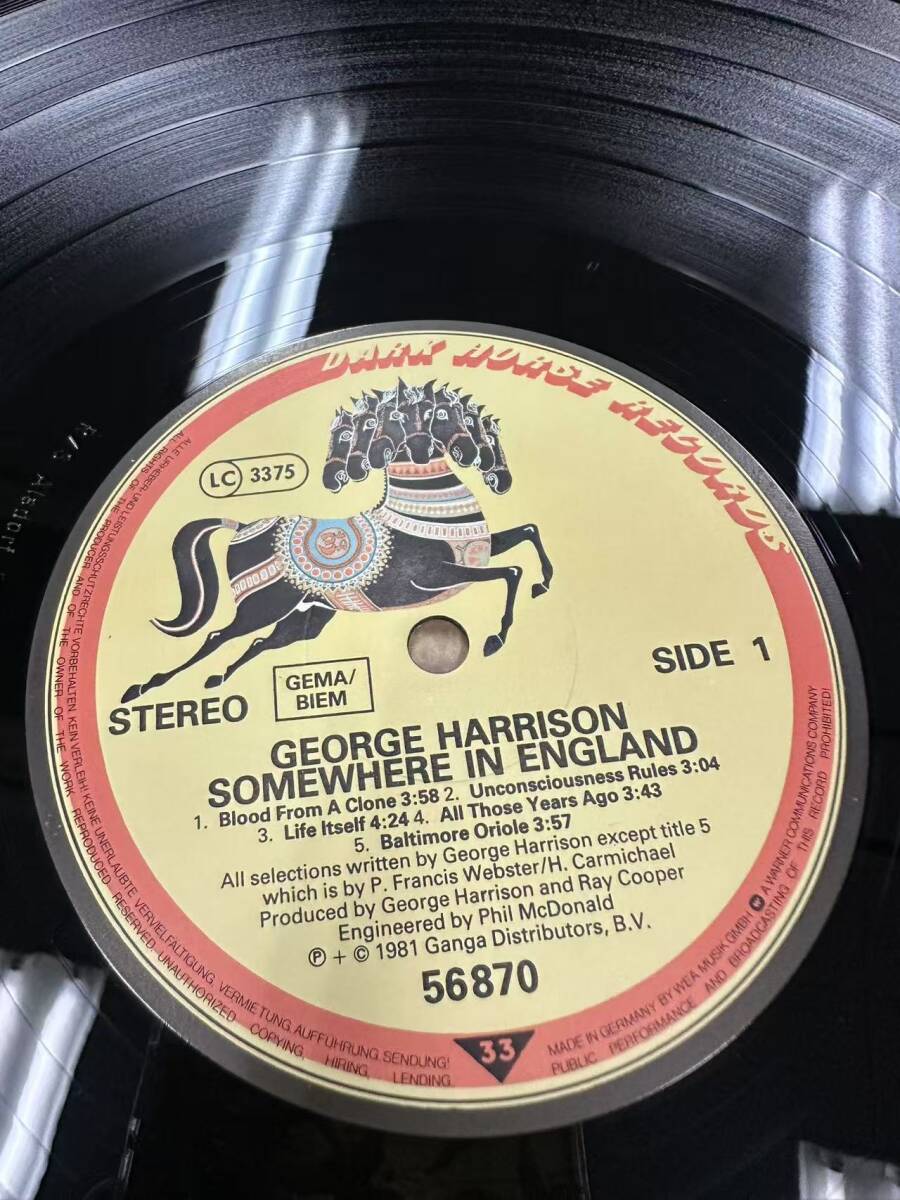 DARK HORSE RECORDS
LC 3375
STEREO
GEMA/
BIEM
SIDE 1
GEORGE HARRISON
SOMEWHERE IN ENGLAND
1. Blood From A Clone 3:58 2. Unconsciousness Rules 3:04
3. Life Itself 4:24 4. All Those Years Ago 3:43
5. Baltimore Oriole 3:57
All selections written by George Harrison except title 5
which is by P. Francis Webster/H. Carmichael
Produced by George Harrison and Ray Cooper
Engineered by Phil McDonald
Ⓟ + © 1981 Ganga Distributors, B.V.
56870
33
ALLE URHEBER- UND LEISTUNGSSCHUTZRECHTE VORBEHALTEN. KEIN VERLEIH! KEINE UNERLAUBTE VERVIELFÄLTIGUNG, VERMIETUNG, AUFFÜHRUNG, SENDUNG!
ALL RIGHTS OF THE PRODUCER AND OF THE OWNER OF THE WORK REPRODUCED RESERVED. UNAUTHORIZED COPYING, HIRING, LENDING,
PUBLIC PERFORMANCE AND BROADCASTING OF THIS RECORD PROHIBITED!
MADE IN GERMANY BY WEA MUSIK GMBH A WARNER COMMUNICATIONS COMPANY